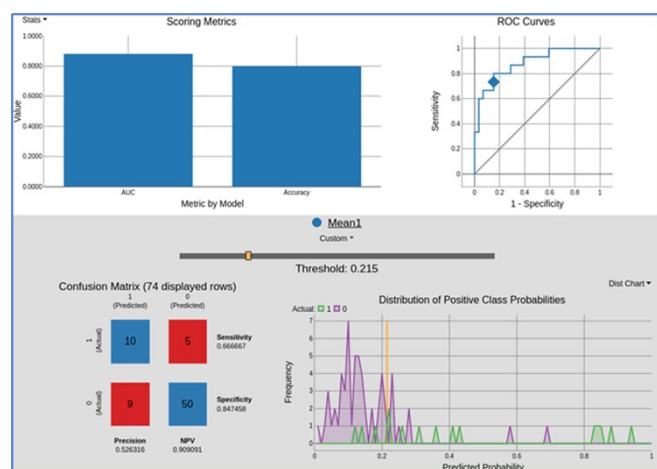 Stats ▾
Scoring Metrics
1.0000
0.8000
0.6000
0.4000
0.2000
0.0000
Value
AUC
Accuracy
Metric by Model
ROC Curves
1
0.8
0.6
0.4
0.2
0
Sensitivity
0
0.2
0.4
0.6
0.8
1
1 - Specificity
Mean1
Custom ▾
Threshold: 0.215
Confusion Matrix (74 displayed rows)
1
(Predicted)
0
(Predicted)
1
(Actual)
10
5
Sensitivity
0.666667
0
(Actual)
9
50
Specificity
0.847458
Precision
0.526316
NPV
0.909091
Dist Chart ▾
Distribution of Positive Class Probabilities
Actual: 1 0
7
6
5
4
3
2
1
0
Frequency
0
0.2
0.4
0.6
0.8
1
Predicted Probability